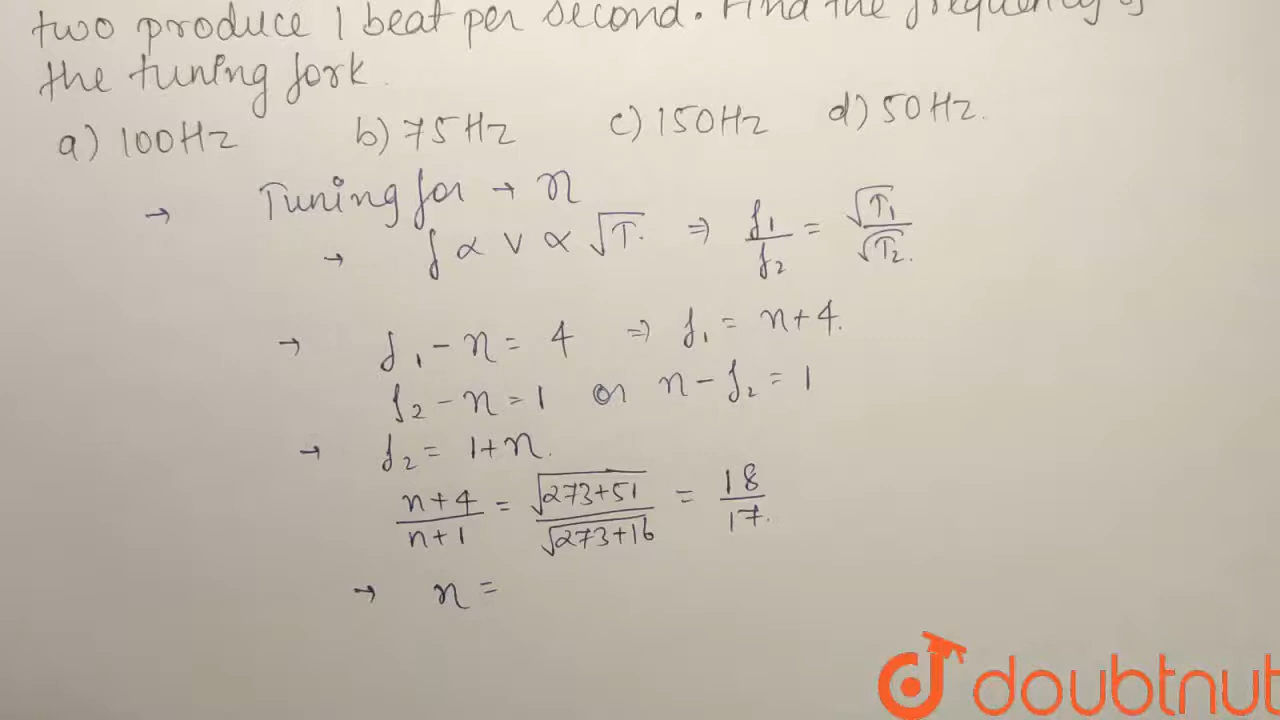 two produce 1 beat per second. Find the frequency of
the tuning fork.
a) 100Hz b) 75Hz c) 150Hz d) 50Hz.
→ Tuning for → n
→ f ∝ v ∝ √T. ⇒ f₁/f₂ = √T₁/√T₂.
→ f₁ - n = 4 ⇒ f₁ = n+4.
f₂ - n = 1 or n - f₂ = 1
→ f₂ = 1+n.
n+4/n+1 = √273+51/√273+16 = 18/17.
→ n =
doubtnut